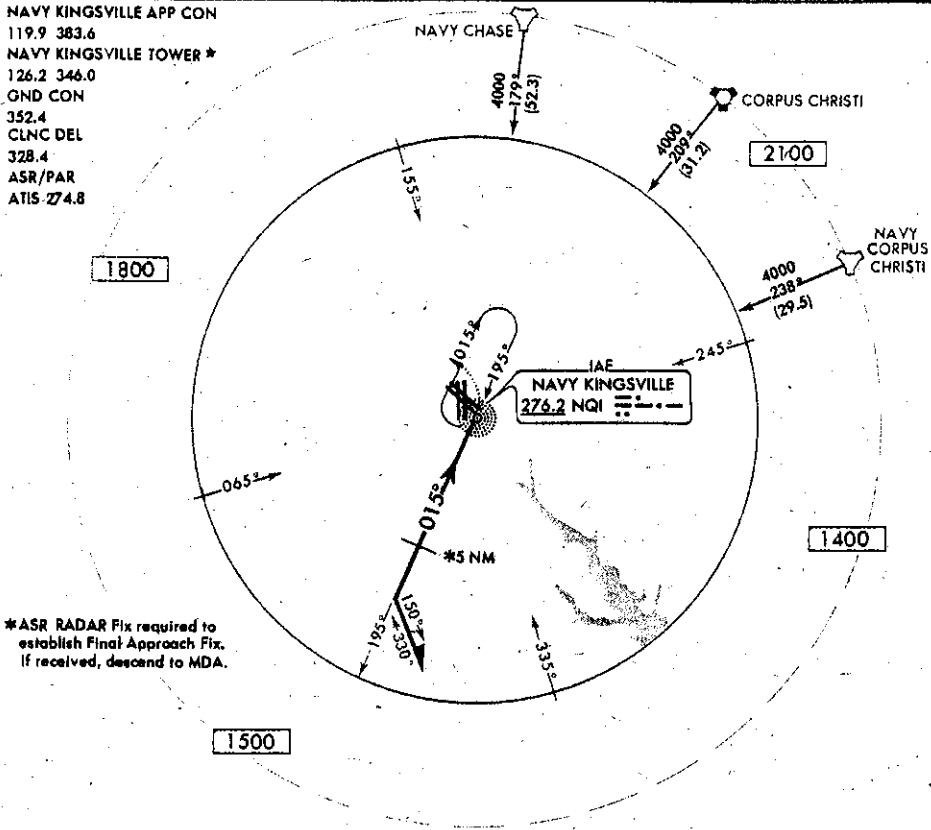 NAVY KINGSVILLE APP CON
119.9 383.6
NAVY KINGSVILLE TOWER *
126.2 346.0
GND CON
352.4
CLNC DEL
328.4
ASR/PAR
ATIS 274.8
NAVY CHASE
4000
179°
(52.3)
CORPUS CHRISTI
4000
209°
(31.2)
2100
NAVY
CORPUS
CHRISTI
4000
238°
(29.5)
155°
1800
245°
015°
195°
IAF
NAVY KINGSVILLE
276.2 NQI
065°
015°
*5 NM
1400
150°
330°
195°
335°
*ASR RADAR Fix required to
establish Final Approach Fix.
If received, descend to MDA.
1500